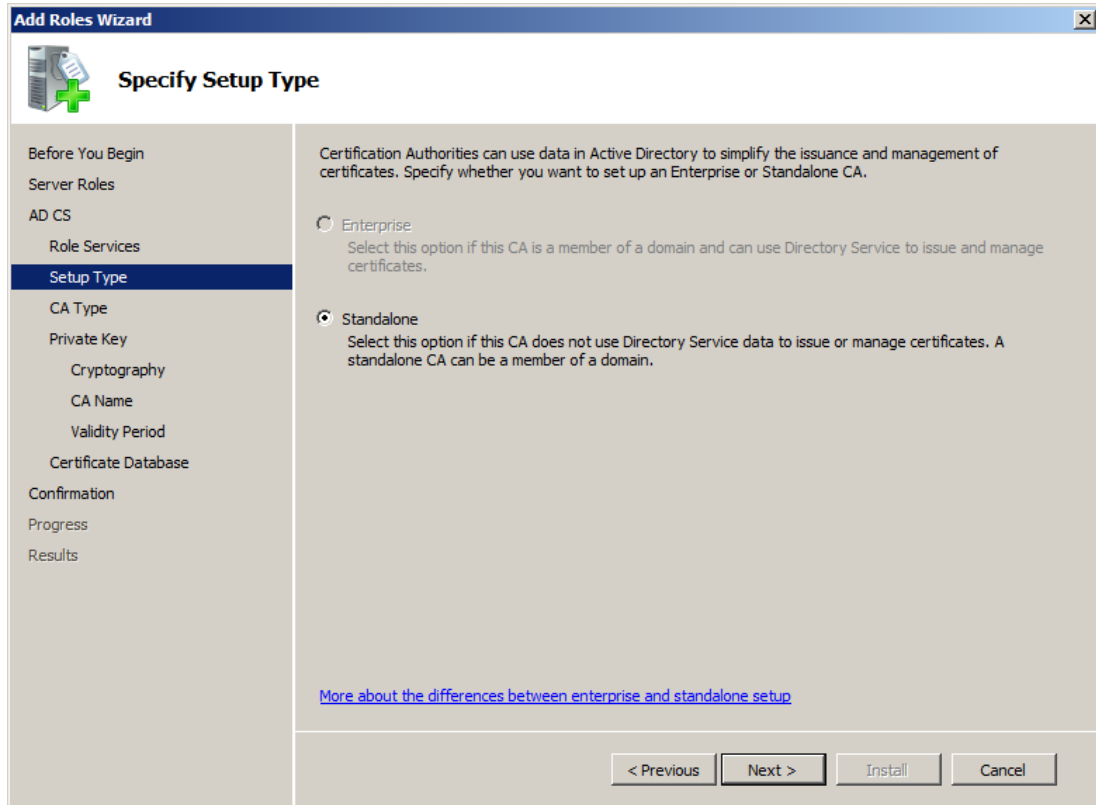 Add Roles Wizard
Specify Setup Type
Before You Begin
Server Roles
AD CS
Role Services
Setup Type
CA Type
Private Key
Cryptography
CA Name
Validity Period
Certificate Database
Confirmation
Progress
Results
Certification Authorities can use data in Active Directory to simplify the issuance and management of
certificates. Specify whether you want to set up an Enterprise or Standalone CA.
Enterprise
Select this option if this CA is a member of a domain and can use Directory Service to issue and manage
certificates.
Standalone
Select this option if this CA does not use Directory Service data to issue or manage certificates. A
standalone CA can be a member of a domain.
More about the differences between enterprise and standalone setup
< Previous
Next >
Install
Cancel